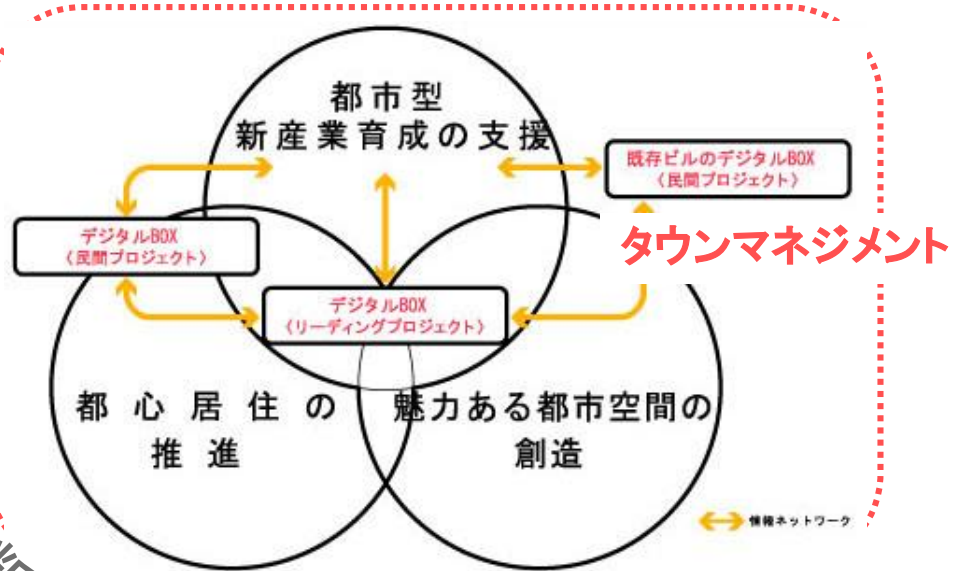 都市型
新産業育成の支援
既存ビルのデジタルBOX
（民間プロジェクト）
デジタルBOX
（民間プロジェクト）
タウンマネジメント
デジタルBOX
（リーディングプロジェクト）
都心居住の
推進
魅力ある都市空間の
創造
情報ネットワーク